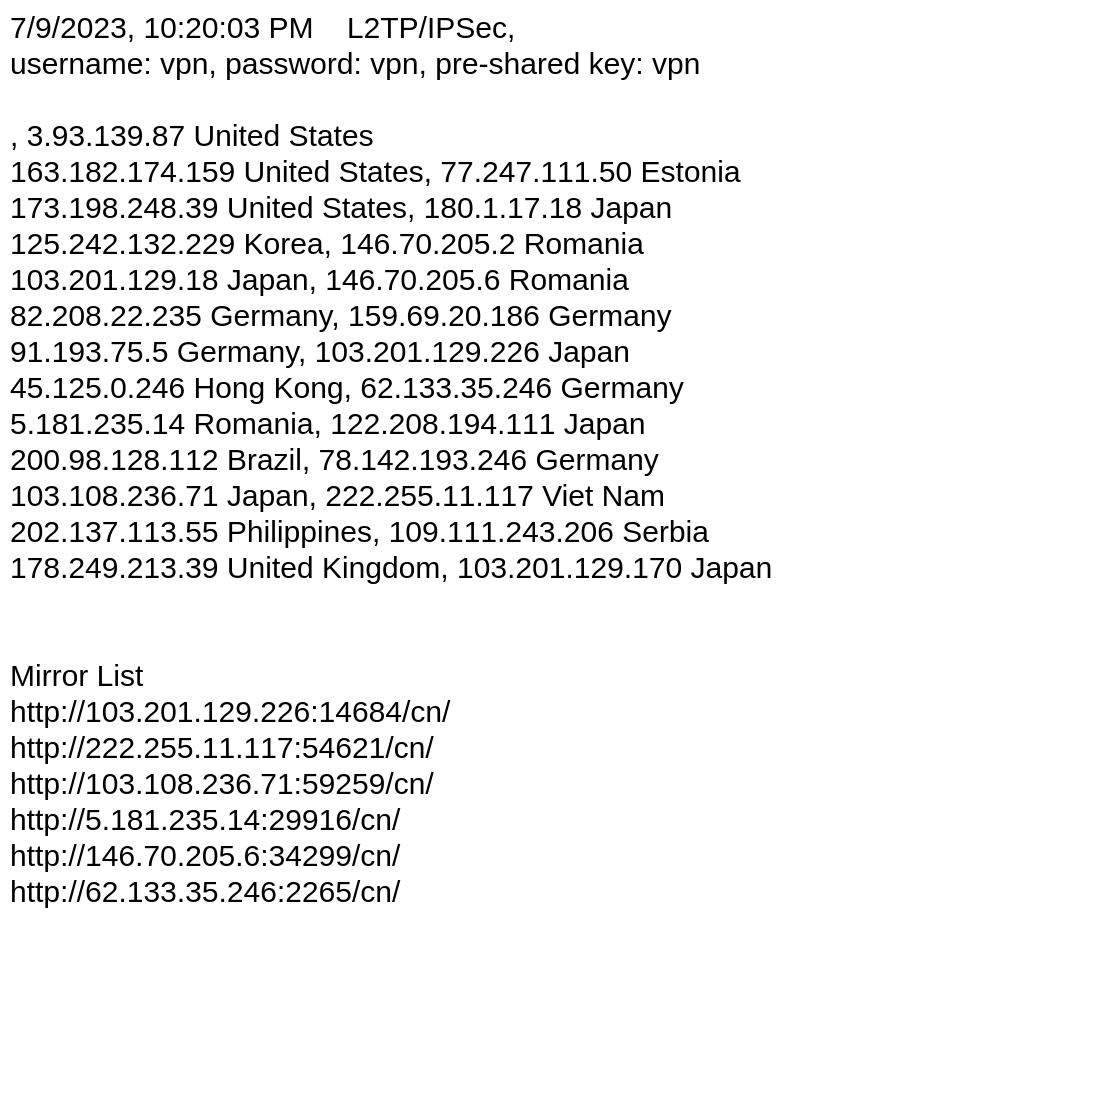 7/9/2023, 10:20:03 PM    L2TP/IPSec,
username: vpn, password: vpn, pre-shared key: vpn
, 3.93.139.87 United States
163.182.174.159 United States, 77.247.111.50 Estonia
173.198.248.39 United States, 180.1.17.18 Japan
125.242.132.229 Korea, 146.70.205.2 Romania
103.201.129.18 Japan, 146.70.205.6 Romania
82.208.22.235 Germany, 159.69.20.186 Germany
91.193.75.5 Germany, 103.201.129.226 Japan
45.125.0.246 Hong Kong, 62.133.35.246 Germany
5.181.235.14 Romania, 122.208.194.111 Japan
200.98.128.112 Brazil, 78.142.193.246 Germany
103.108.236.71 Japan, 222.255.11.117 Viet Nam
202.137.113.55 Philippines, 109.111.243.206 Serbia
178.249.213.39 United Kingdom, 103.201.129.170 Japan
Mirror List
http://103.201.129.226:14684/cn/
http://222.255.11.117:54621/cn/
http://103.108.236.71:59259/cn/
http://5.181.235.14:29916/cn/
http://146.70.205.6:34299/cn/
http://62.133.35.246:2265/cn/